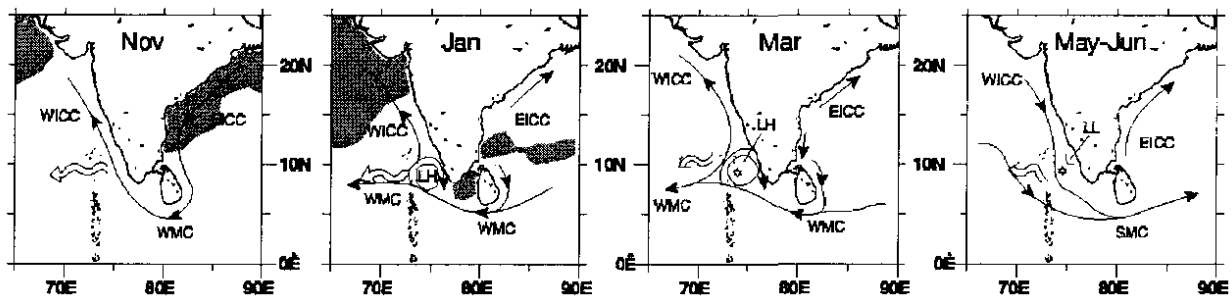 Nov
20N
WICC
EICC
10N
WMC
0E
70E 80E 90E
Jan
20N
WICC
EICC
10N
LH
WMC
WMC
0E
70E 80E 90E
Mar
20N
WICC
EICC
LH
10N
WMC
WMC
0E
70E 80E 90E
May-Jun
20N
WICC
LL
EICC
10N
SMC
0E
70E 80E 90E